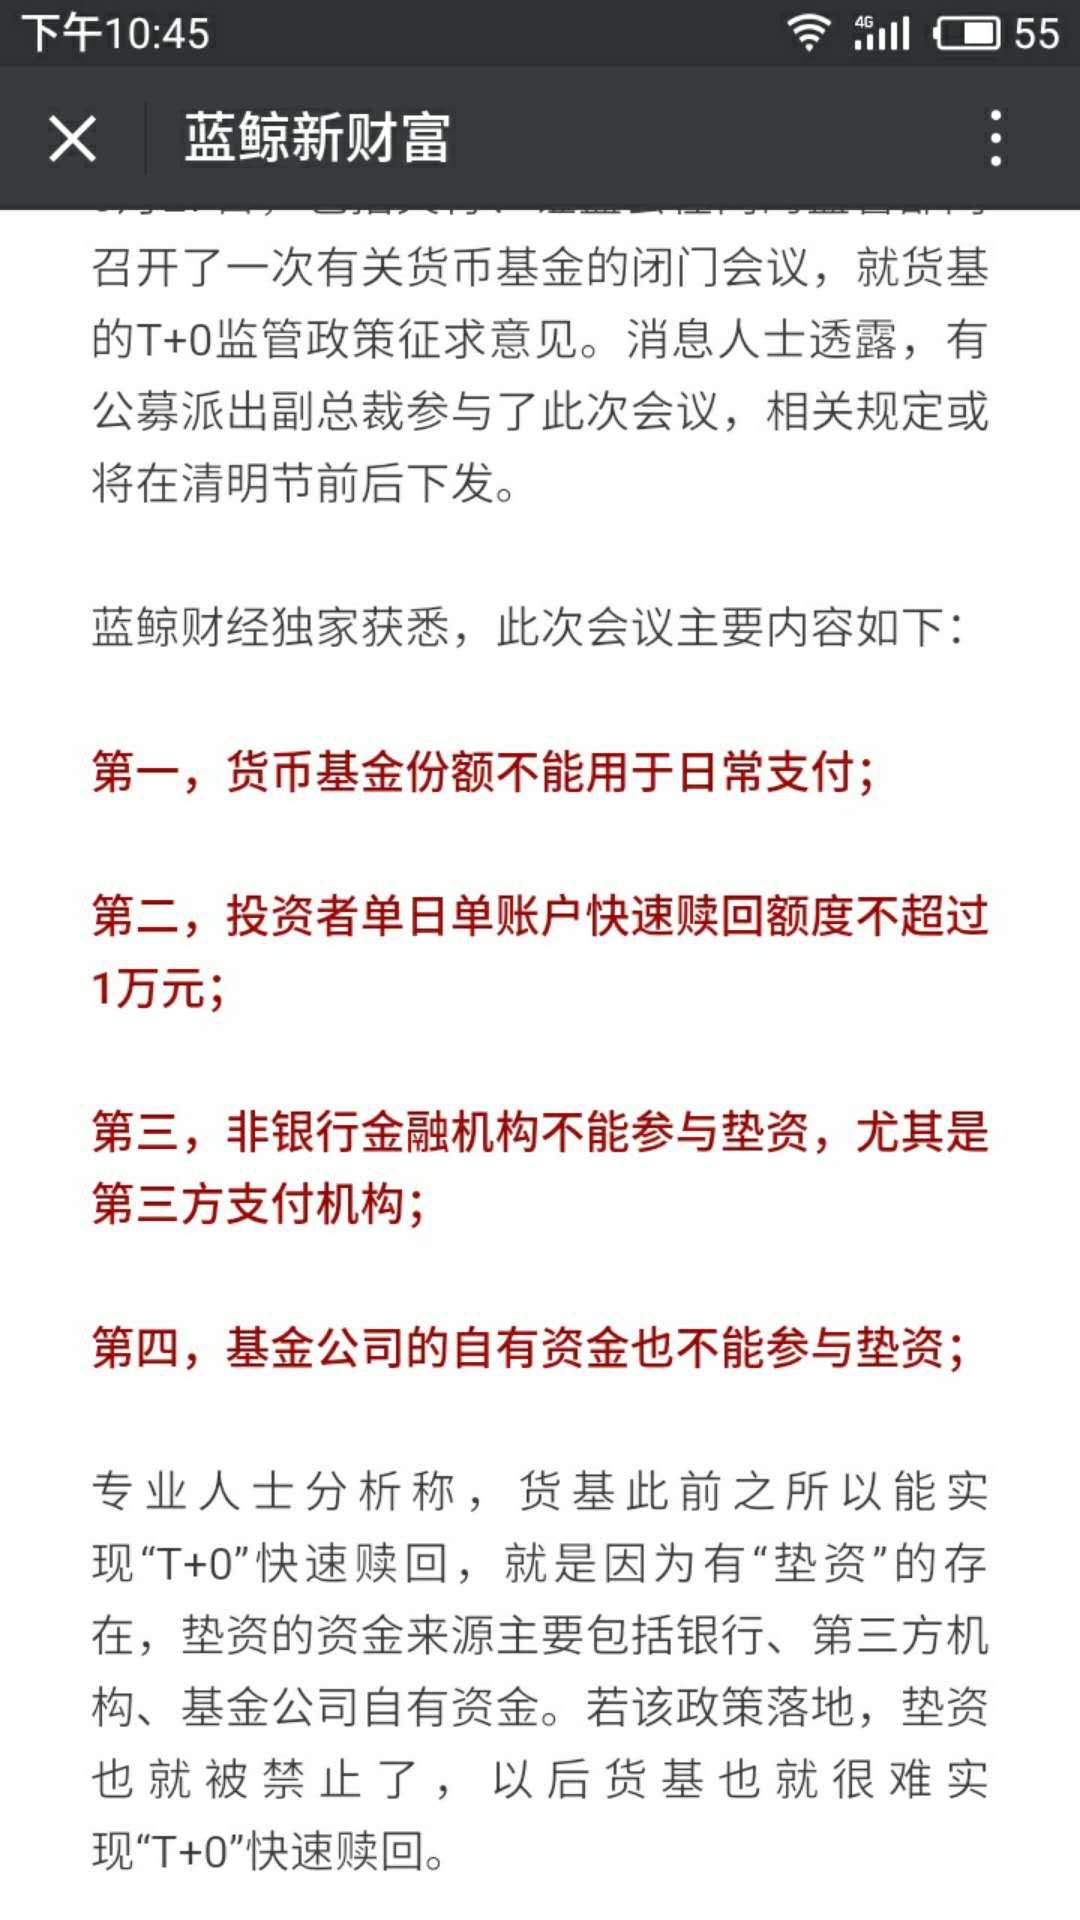 下午10:45
4G
55
蓝鲸新财富
召开了一次有关货币基金的闭门会议，就货基
的T+0监管政策征求意见。消息人士透露，有
公募派出副总裁参与了此次会议，相关规定或
将在清明节前后下发。
蓝鲸财经独家获悉，此次会议主要内容如下：
第一，货币基金份额不能用于日常支付；
第二，投资者单日单账户快速赎回额度不超过
1万元；
第三，非银行金融机构不能参与垫资，尤其是
第三方支付机构；
第四，基金公司的自有资金也不能参与垫资；
专业人士分析称，货基此前之所以能实
现“T+0”快速赎回，就是因为有“垫资”的存
在，垫资的资金来源主要包括银行、第三方机
构、基金公司自有资金。若该政策落地，垫资
也就被禁止了，以后货基也就很难实
现“T+0”快速赎回。